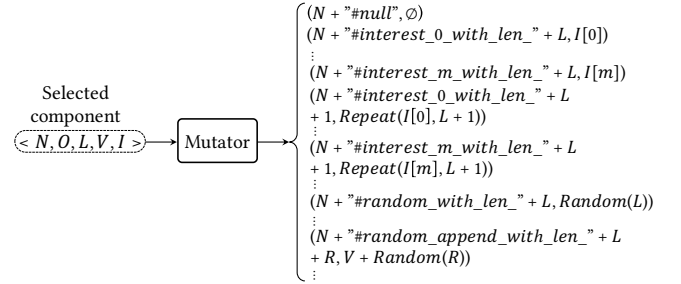 Selected
component
< N, O, L, V, I >
Mutator
(N + ”#null”, ∅)
(N + ”#interest_0_with_len_” + L, I[0])
⋮
(N + ”#interest_m_with_len_” + L, I[m])
(N + ”#interest_0_with_len_” + L
+ 1, Repeat(I[0], L + 1))
⋮
(N + ”#interest_m_with_len_” + L
+ 1, Repeat(I[m], L + 1))
⋮
(N + ”#random_with_len_” + L, Random(L))
⋮
(N + ”#random_append_with_len_” + L
+ R, V + Random(R))
⋮